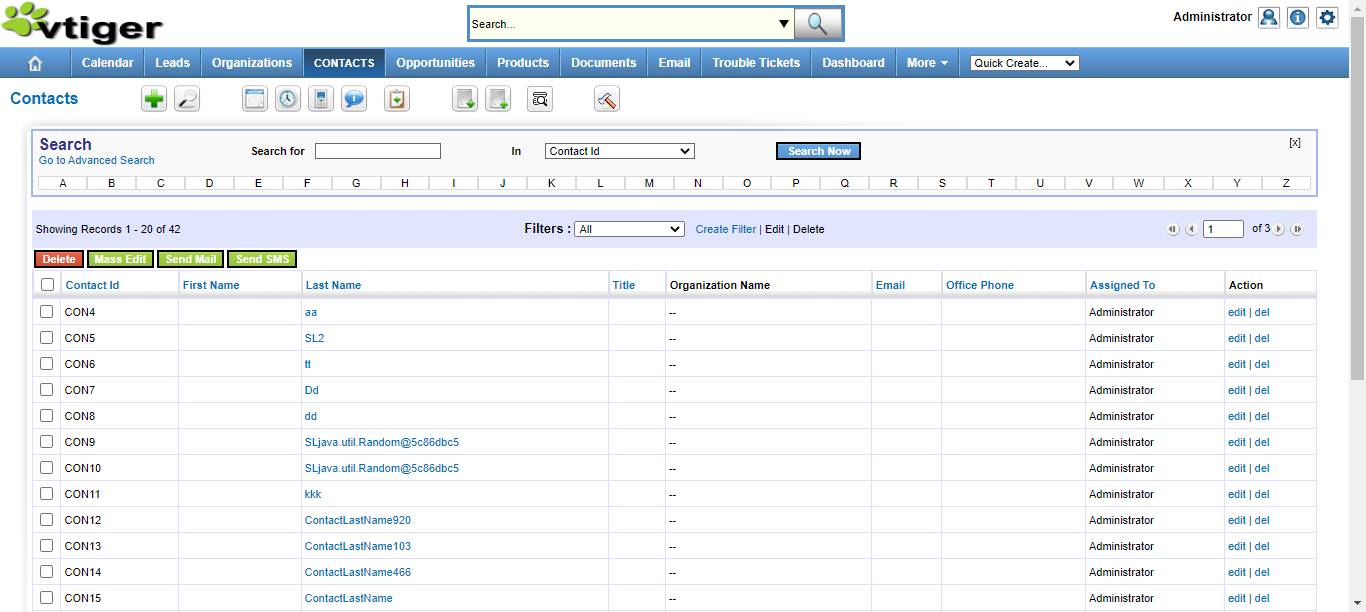 vtiger
Search...
Administrator
Calendar Leads Organizations CONTACTS Opportunities Products Documents Email Trouble Tickets Dashboard More Quick Create...
Contacts
Search
Go to Advanced Search
Search for In Contact Id Search Now [x]
A B C D E F G H I J K L M N O P Q R S T U V W X Y Z
Showing Records 1 - 20 of 42 Filters : All Create Filter | Edit | Delete 1 of 3
Delete Mass Edit Send Mail Send SMS
Contact Id First Name Last Name Title Organization Name Email Office Phone Assigned To Action
CON4 aa -- Administrator edit | del
CON5 SL2 -- Administrator edit | del
CON6 tt -- Administrator edit | del
CON7 Dd -- Administrator edit | del
CON8 dd -- Administrator edit | del
CON9 SLjava.util.Random@5c86dbc5 -- Administrator edit | del
CON10 SLjava.util.Random@5c86dbc5 -- Administrator edit | del
CON11 kkk -- Administrator edit | del
CON12 ContactLastName920 -- Administrator edit | del
CON13 ContactLastName103 -- Administrator edit | del
CON14 ContactLastName466 -- Administrator edit | del
CON15 ContactLastName -- Administrator edit | del